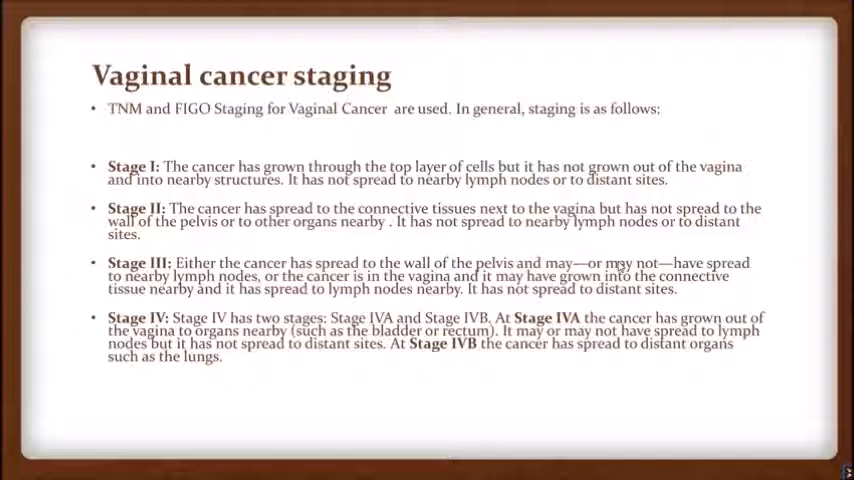 Vaginal cancer staging
• TNM and FIGO Staging for Vaginal Cancer are used. In general, staging is as follows:
• Stage I: The cancer has grown through the top layer of cells but it has not grown out of the vagina
and into nearby structures. It has not spread to nearby lymph nodes or to distant sites.
• Stage II: The cancer has spread to the connective tissues next to the vagina but has not spread to the
wall of the pelvis or to other organs nearby . It has not spread to nearby lymph nodes or to distant
sites.
• Stage III: Either the cancer has spread to the wall of the pelvis and may—or may not—have spread
to nearby lymph nodes, or the cancer is in the vagina and it may have grown into the connective
tissue nearby and it has spread to lymph nodes nearby. It has not spread to distant sites.
• Stage IV: Stage IV has two stages: Stage IVA and Stage IVB. At Stage IVA the cancer has grown out of
the vagina to organs nearby (such as the bladder or rectum). It may or may not have spread to lymph
nodes but it has not spread to distant sites. At Stage IVB the cancer has spread to distant organs
such as the lungs.